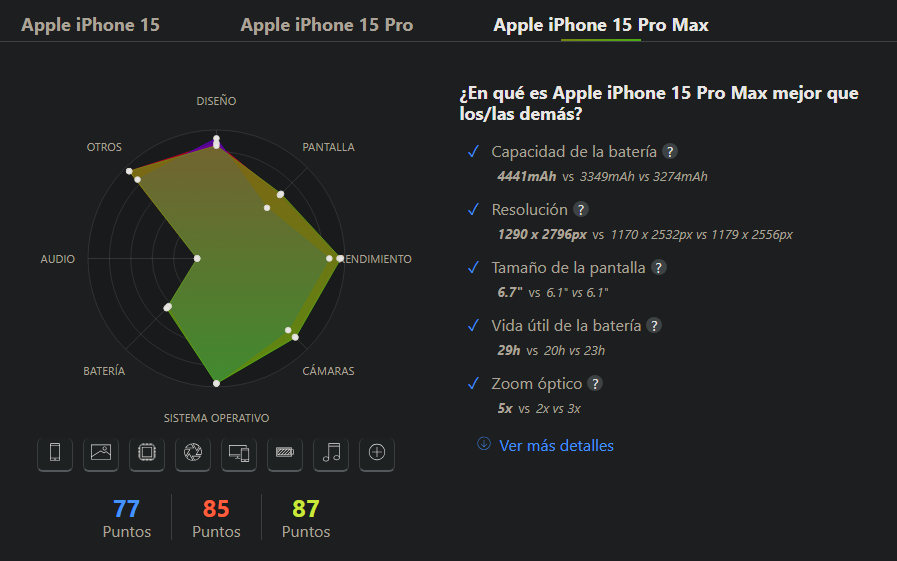 Apple iPhone 15
Apple iPhone 15 Pro
Apple iPhone 15 Pro Max
DISEÑO
OTROS
PANTALLA
AUDIO
ENDIMIENTO
BATERÍA
CÁMARAS
SISTEMA OPERATIVO
77
Puntos
85
Puntos
87
Puntos
¿En qué es Apple iPhone 15 Pro Max mejor que
los/las demás?
Capacidad de la batería ?
4441mAh vs 3349mAh vs 3274mAh
Resolución ?
1290 x 2796px vs 1170 x 2532px vs 1179 x 2556px
Tamaño de la pantalla ?
6.7" vs 6.1" vs 6.1"
Vida útil de la batería ?
29h vs 20h vs 23h
Zoom óptico ?
5x vs 2x vs 3x
Ver más detalles